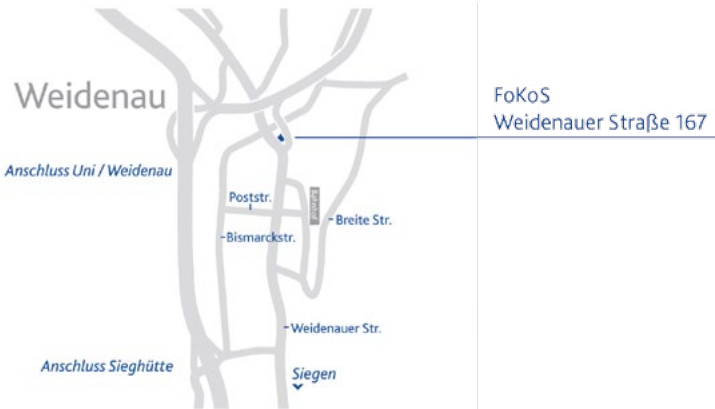 Weidenau
FoKoS
Weidenauer Straße 167
Anschluss Uni / Weidenau
Poststr.
Bahnhof
Breite Str.
Bismarckstr.
Weidenauer Str.
Anschluss Sieghütte
Siegen